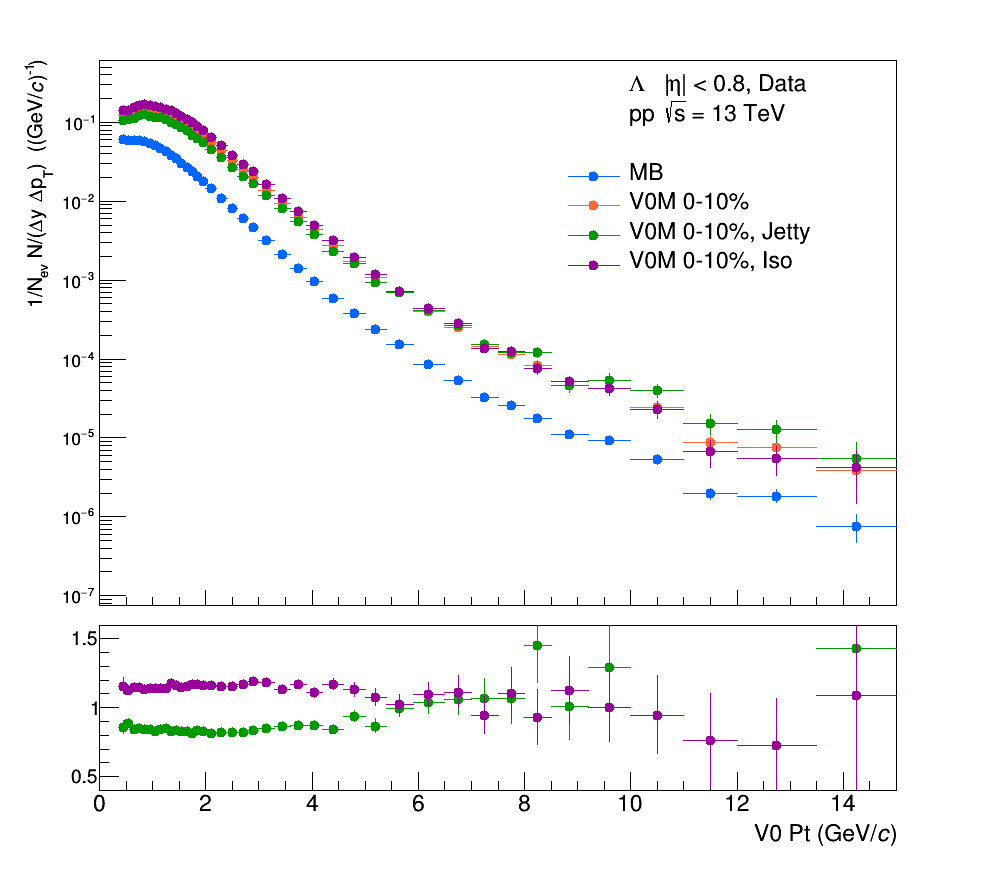 Λ |η| < 0.8, Data
pp √s = 13 TeV
MB
V0M 0-10%
V0M 0-10%, Jetty
V0M 0-10%, Iso
1/N_ev N/(Δy Δp_T) ((GeV/c)^-1)
10^-1
10^-2
10^-3
10^-4
10^-5
10^-6
10^-7
1.5
1
0.5
0 2 4 6 8 10 12 14
V0 Pt (GeV/c)